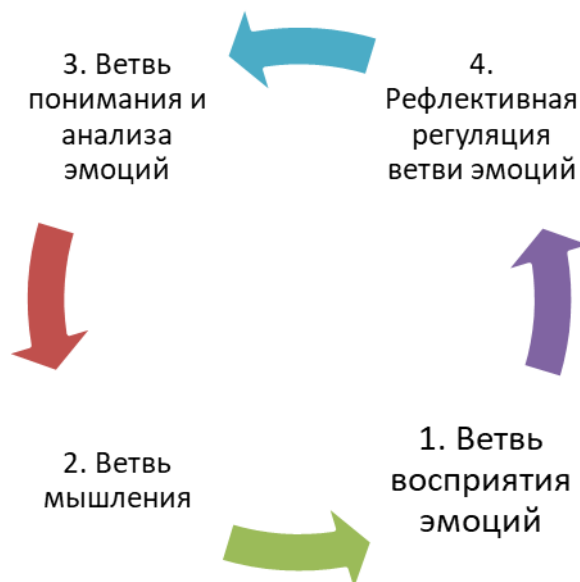 3. Ветвь
понимания и
анализа
эмоций
4.
Рефлективная
регуляция
ветви эмоций
2. Ветвь
мышления
1. Ветвь
восприятия
эмоций